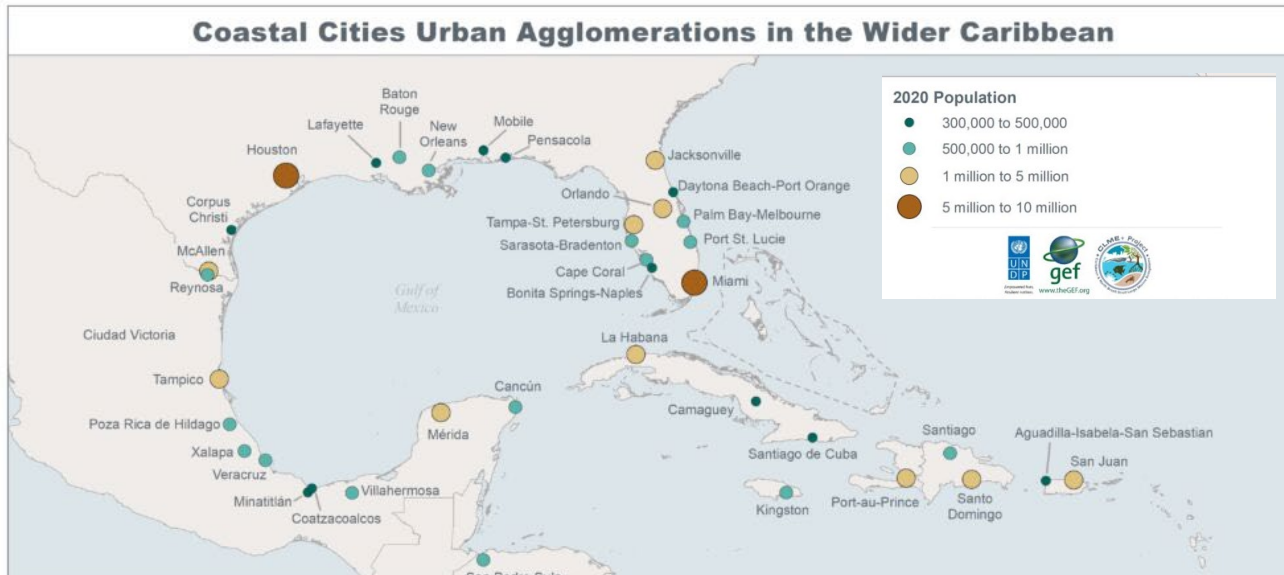 Coastal Cities Urban Agglomerations in the Wider Caribbean
2020 Population
300,000 to 500,000
500,000 to 1 million
1 million to 5 million
5 million to 10 million
U N
D P
gef
www.theGEF.org
CLME+ Project
Baton
Rouge
Lafayette
New
Orleans
Mobile
Pensacola
Houston
Jacksonville
Corpus
Christi
Orlando
Daytona Beach-Port Orange
Tampa-St. Petersburg
Palm Bay-Melbourne
McAllen
Sarasota-Bradenton
Port St. Lucie
Reynosa
Cape Coral
Miami
Bonita Springs-Naples
Gulf of
Mexico
Ciudad Victoria
La Habana
Tampico
Cancún
Camaguey
Poza Rica de Hildago
Mérida
Santiago
Aguadilla-Isabela-San Sebastian
Xalapa
Santiago de Cuba
San Juan
Veracruz
Villahermosa
Minatitlán
Coatzacoalcos
Kingston
Port-au-Prince
Santo
Domingo